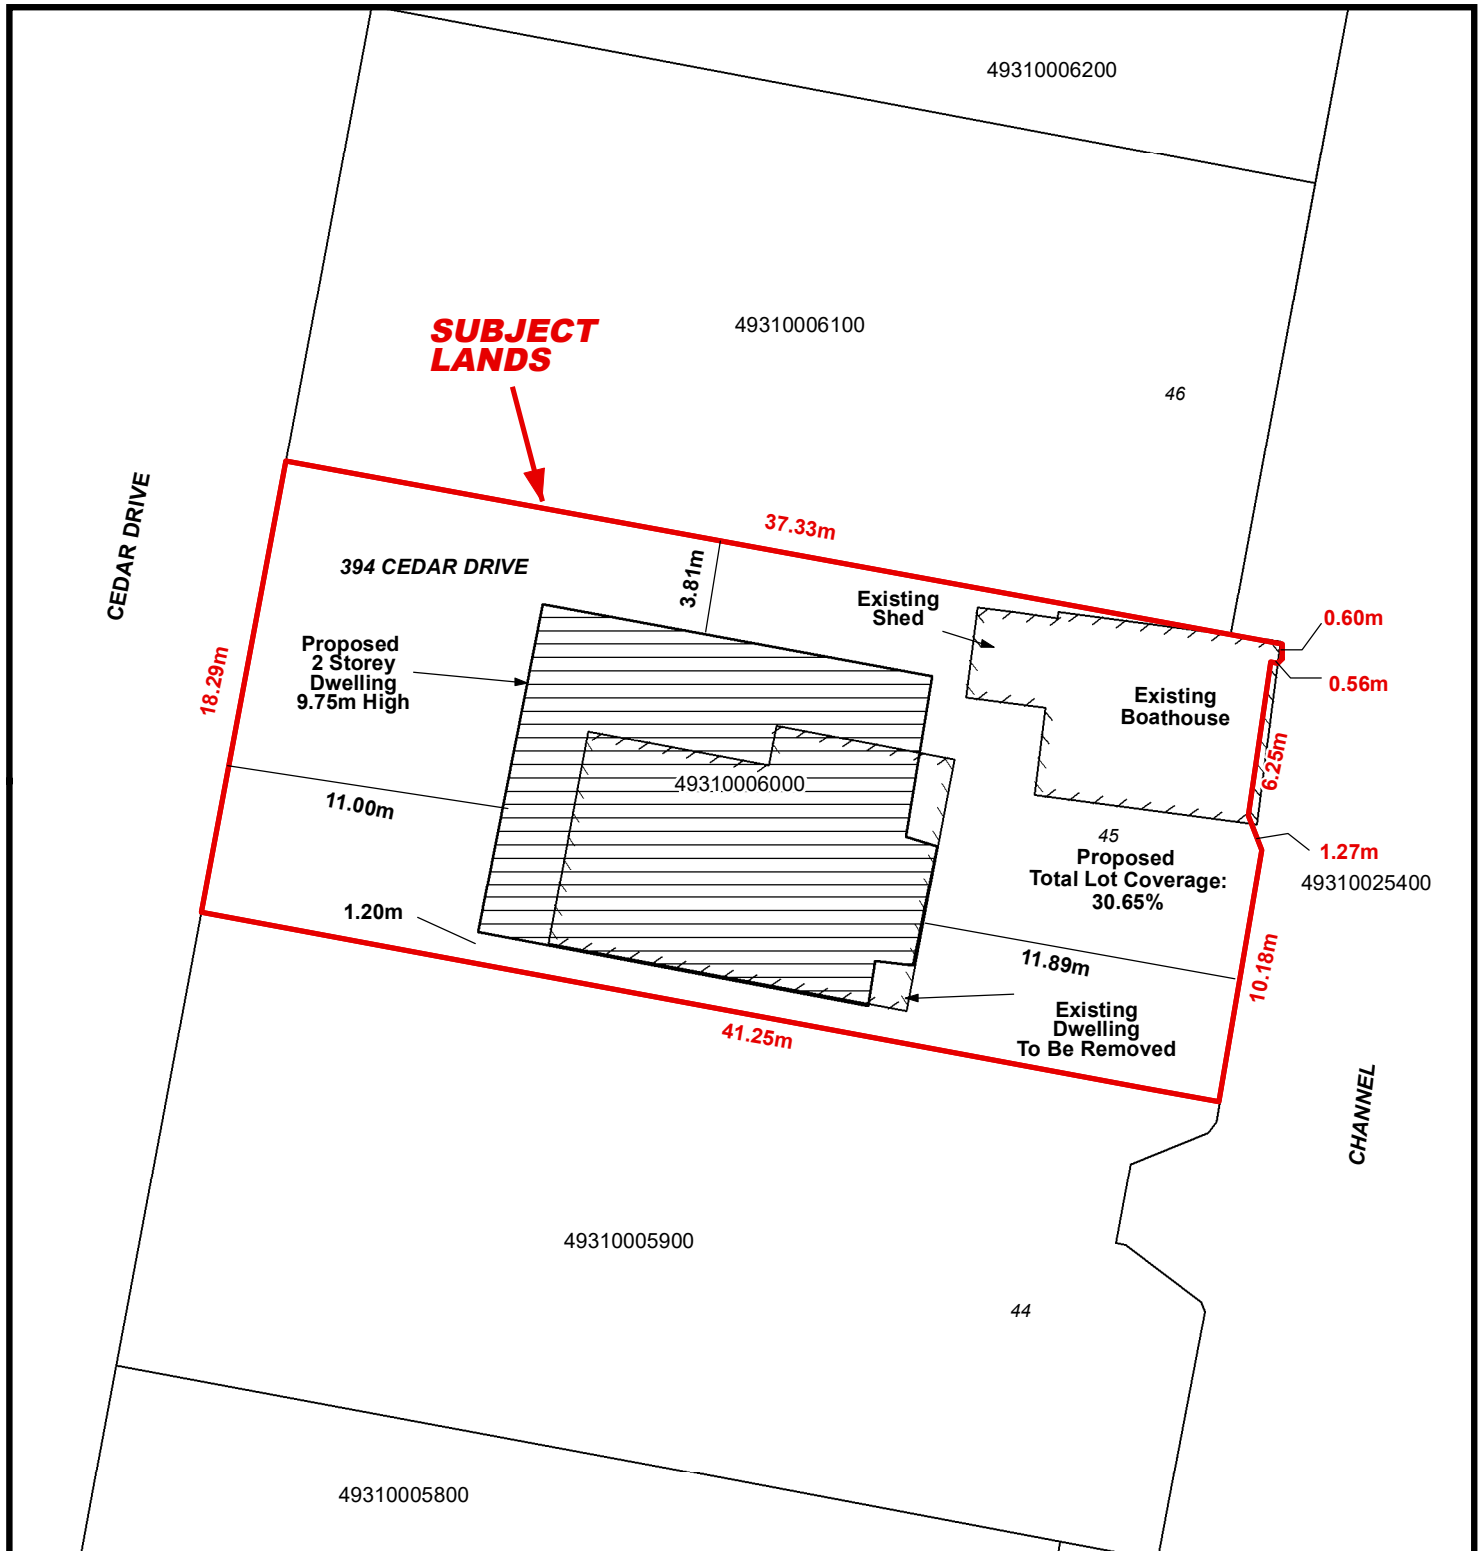 49310006200
49310006100
SUBJECT
LANDS
46
CEDAR DRIVE
37.33m
394 CEDAR DRIVE
3.81m
Existing
Shed
0.60m
Proposed
2 Storey
Dwelling
9.75m High
18.29m
0.56m
Existing
Boathouse
6.25m
49310006000
11.00m
45
Proposed
Total Lot Coverage:
30.65%
1.27m
49310025400
1.20m
11.89m
10.18m
Existing
Dwelling
To Be Removed
41.25m
CHANNEL
49310005900
44
49310005800